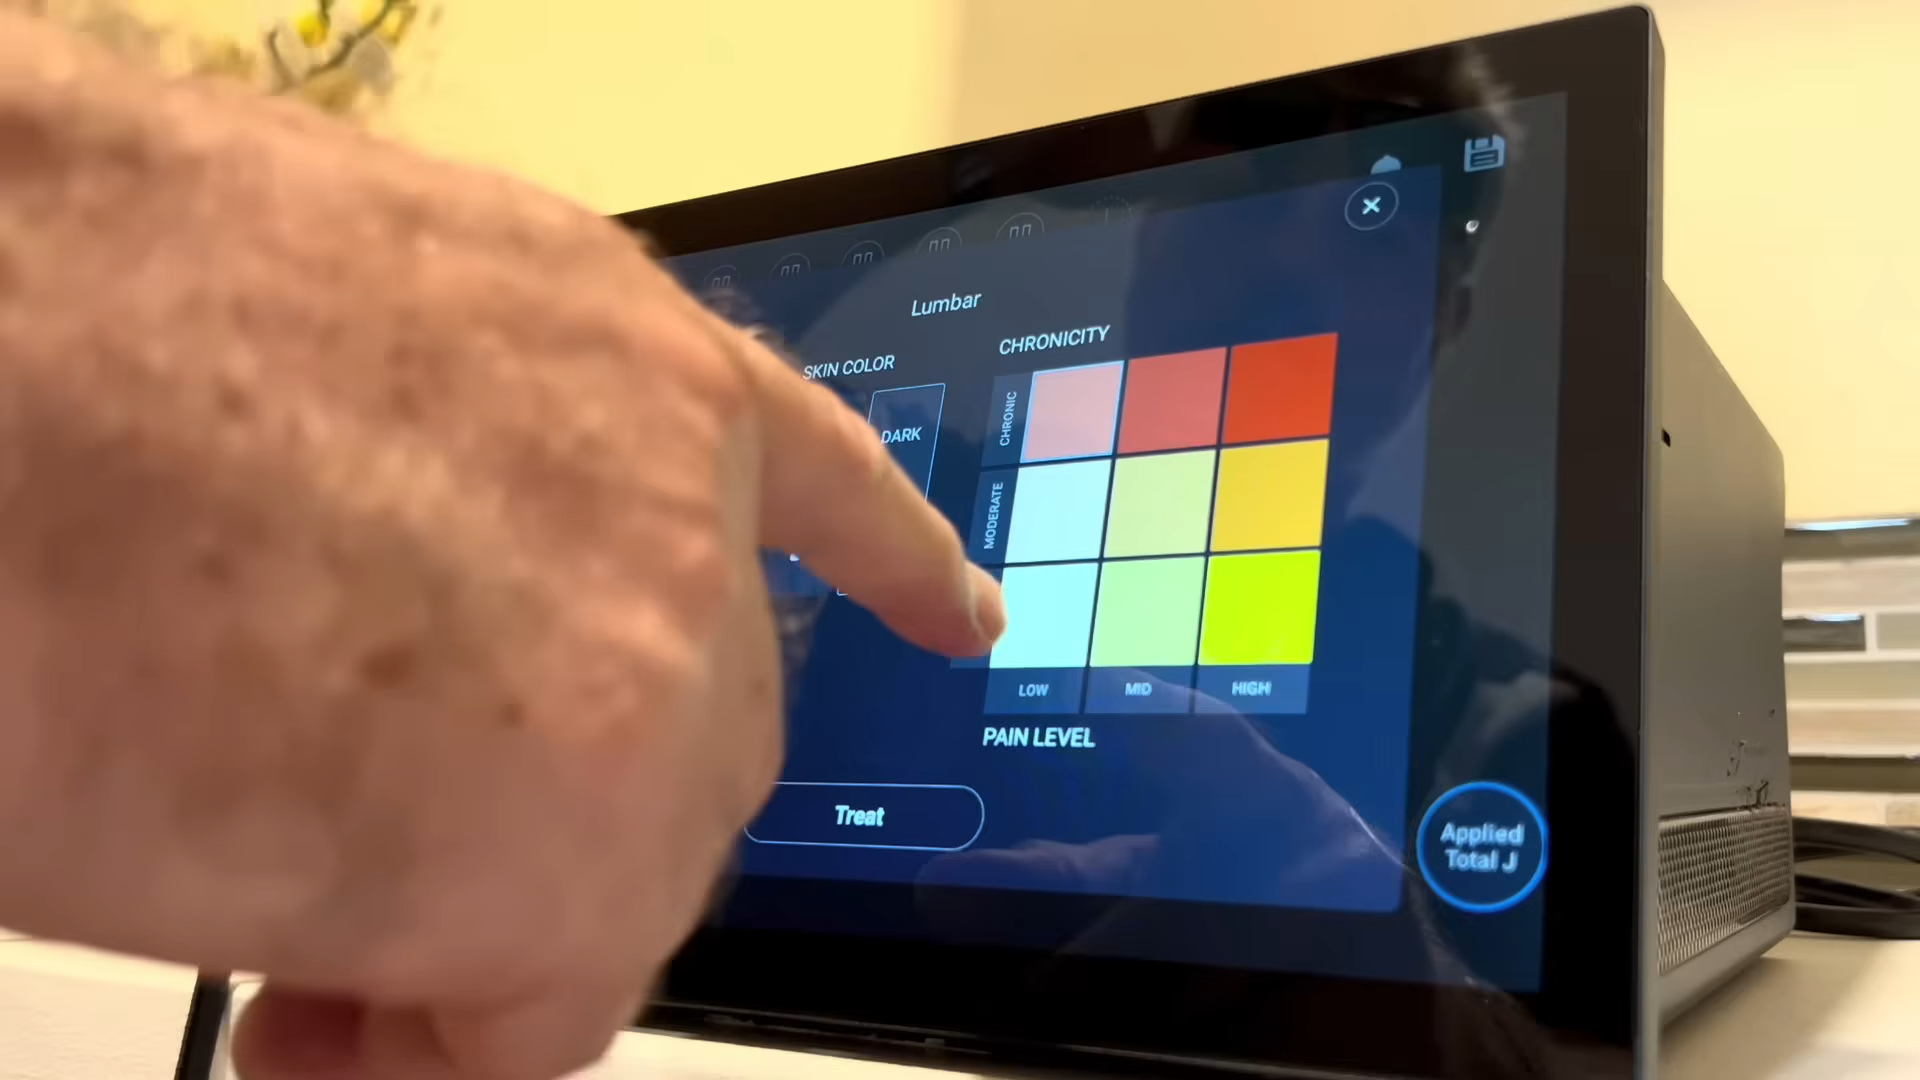 Lumbar
SKIN COLOR
DARK
CHRONICITY
CHRONIC
MODERATE
LOW
MID
HIGH
PAIN LEVEL
Treat
Applied
Total J